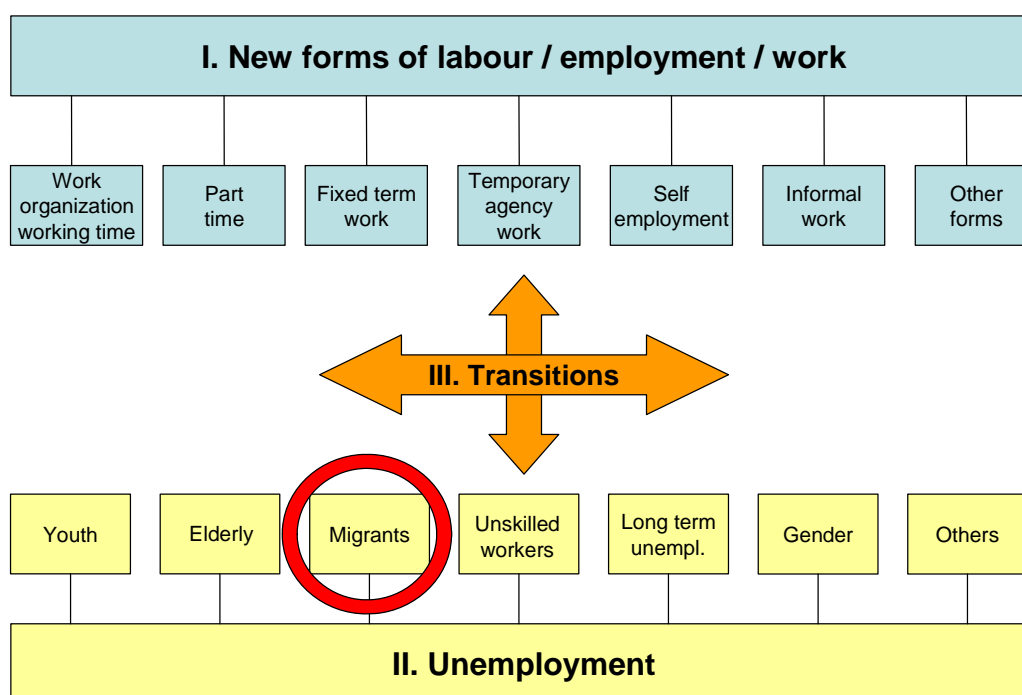 I. New forms of labour / employment / work
Work
organization
working time
Part
time
Fixed term
work
Temporary
agency
work
Self
employment
Informal
work
Other
forms
III. Transitions
Youth
Elderly
Migrants
Unskilled
workers
Long term
unempl.
Gender
Others
II. Unemployment